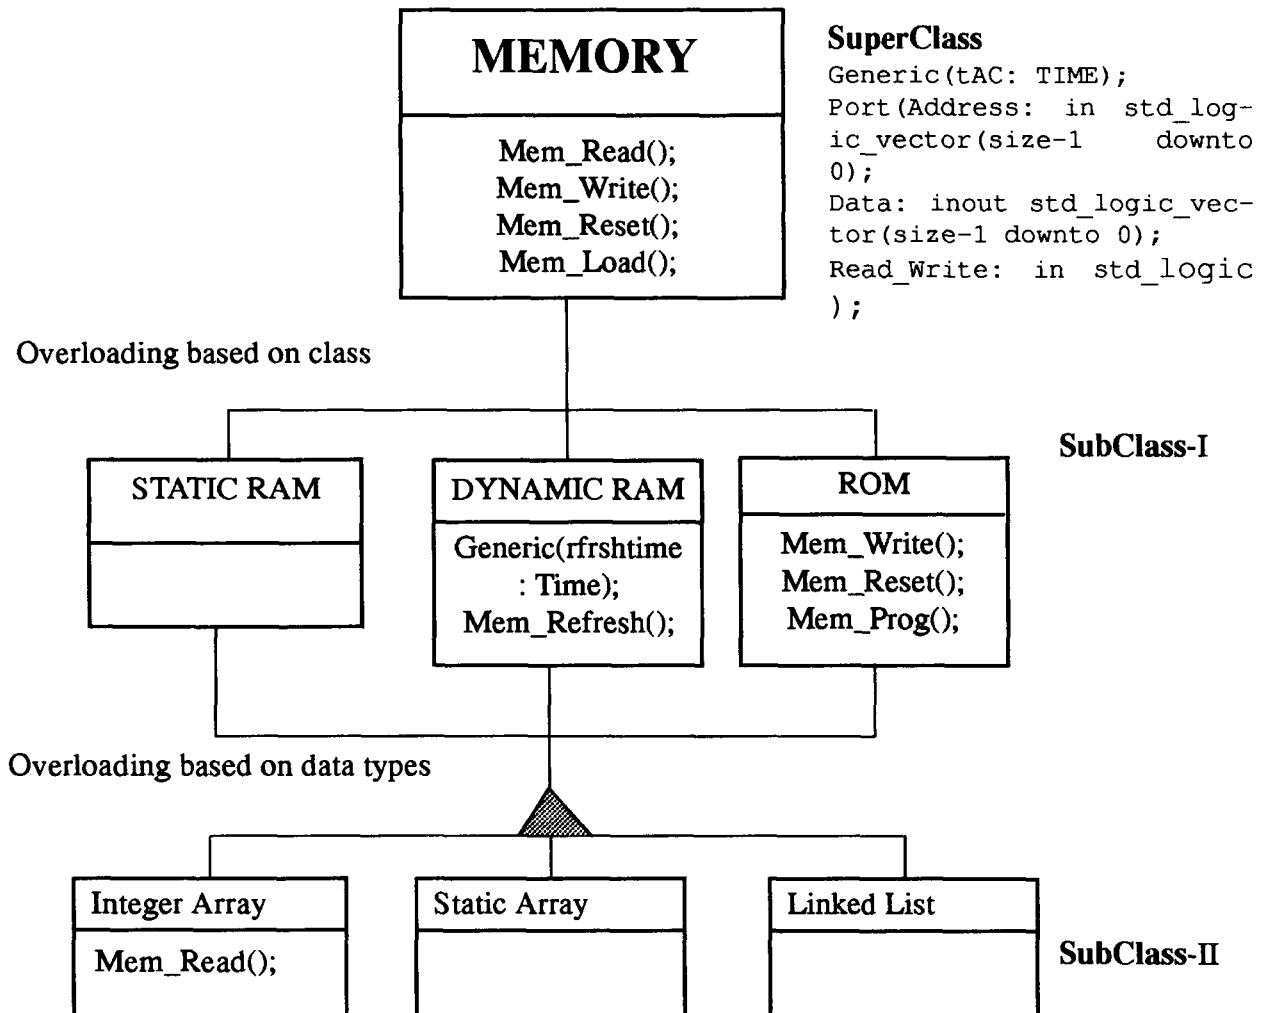 MEMORY
Mem_Read();
Mem_Write();
Mem_Reset();
Mem_Load();
SuperClass
Generic(tAC: TIME);
Port(Address: in std_log-
ic_vector(size-1 downto
0);
Data: inout std_logic_vec-
tor(size-1 downto 0);
Read_Write: in std_logic
);
Overloading based on class
SubClass-I
STATIC RAM
DYNAMIC RAM
Generic(rfrshtime
: Time);
Mem_Refresh();
ROM
Mem_Write();
Mem_Reset();
Mem_Prog();
Overloading based on data types
Integer Array
Mem_Read();
Static Array
Linked List
SubClass-II